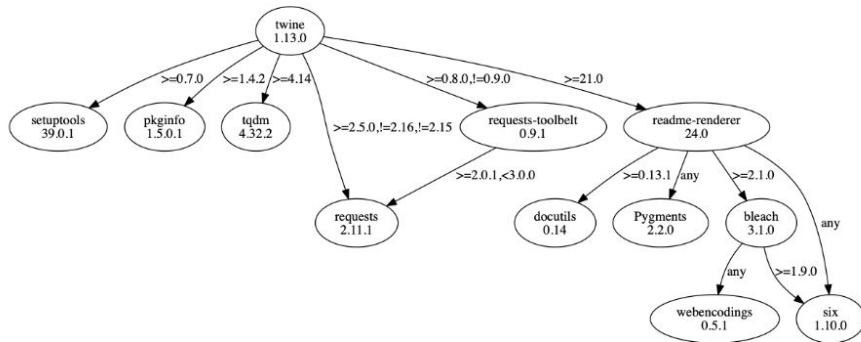 twine
1.13.0
>=0.7.0
>=1.4.2
>=4.14
>=0.8.0,!=0.9.0
>=21.0
setuptools
39.0.1
pkginfo
1.5.0.1
tqdm
4.32.2
>=2.5.0,!=2.16,!=2.15
requests-toolbelt
0.9.1
readme-renderer
24.0
>=2.0.1,<3.0.0
>=0.13.1
any
>=2.1.0
any
requests
2.11.1
docutils
0.14
Pygments
2.2.0
bleach
3.1.0
any
>=1.9.0
webencodings
0.5.1
six
1.10.0